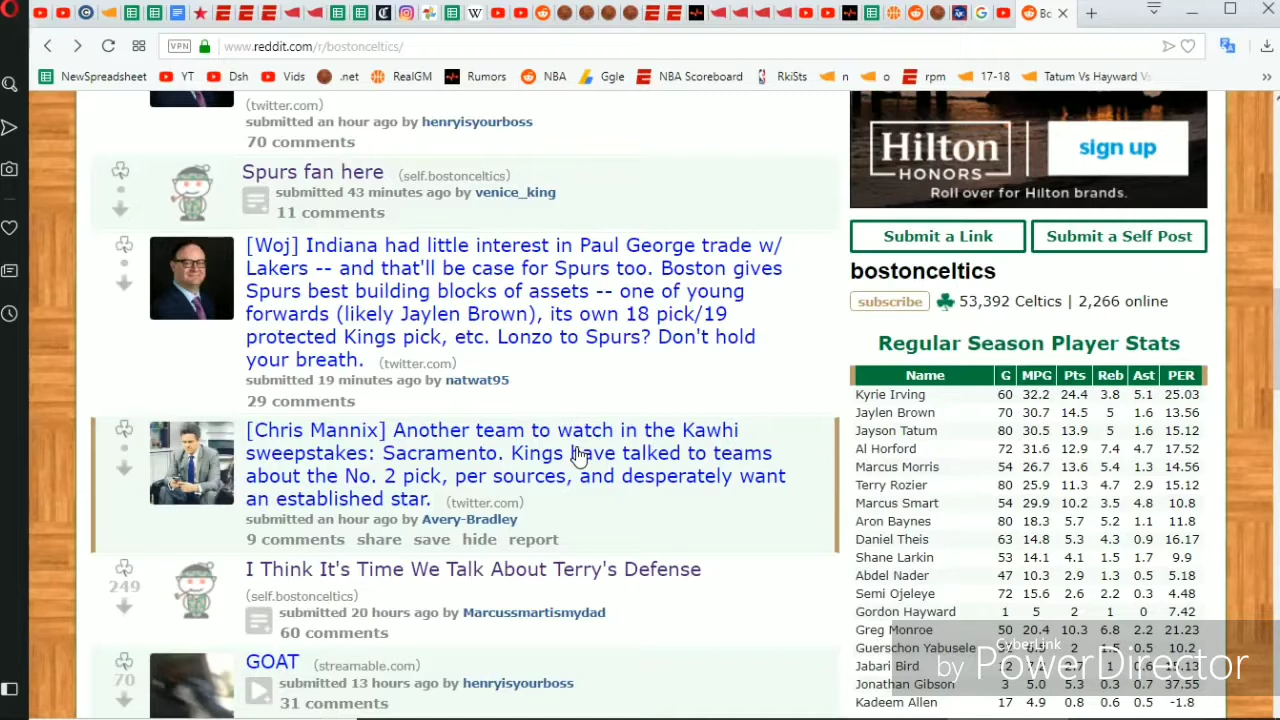 VPN www.reddit.com/r/bostonceltics/
Bc
NewSpreadsheet YT Dsh Vids .net RealGM Rumors NBA Ggle NBA Scoreboard RkiSts n o rpm 17-18 Tatum Vs Hayward Vs
(twitter.com)
submitted an hour ago by henryisyourboss
70 comments
Spurs fan here (self.bostonceltics)
submitted 43 minutes ago by venice_king
11 comments
[Woj] Indiana had little interest in Paul George trade w/
Lakers -- and that'll be case for Spurs too. Boston gives
Spurs best building blocks of assets -- one of young
forwards (likely Jaylen Brown), its own 18 pick/19
protected Kings pick, etc. Lonzo to Spurs? Don't hold
your breath. (twitter.com)
submitted 19 minutes ago by natwat95
29 comments
[Chris Mannix] Another team to watch in the Kawhi
sweepstakes: Sacramento. Kings have talked to teams
about the No. 2 pick, per sources, and desperately want
an established star. (twitter.com)
submitted an hour ago by Avery-Bradley
9 comments share save hide report
249
I Think It's Time We Talk About Terry's Defense
(self.bostonceltics)
submitted 20 hours ago by Marcussmartismydad
60 comments
70
GOAT (streamable.com)
submitted 13 hours ago by henryisyourboss
31 comments
Hilton
HONORS
sign up
Roll over for Hilton brands.
Submit a Link
Submit a Self Post
bostonceltics
subscribe 53,392 Celtics | 2,266 online
Regular Season Player Stats
Name G MPG Pts Reb Ast PER
Kyrie Irving 60 32.2 24.4 3.8 5.1 25.03
Jaylen Brown 70 30.7 14.5 5 1.6 13.56
Jayson Tatum 80 30.5 13.9 5 1.6 15.12
Al Horford 72 31.6 12.9 7.4 4.7 17.52
Marcus Morris 54 26.7 13.6 5.4 1.3 14.56
Terry Rozier 80 25.9 11.3 4.7 2.9 15.12
Marcus Smart 54 29.9 10.2 3.5 4.8 10.8
Aron Baynes 80 18.3 5.7 5.2 1.1 11.8
Daniel Theis 63 14.8 5.3 4.3 0.9 16.17
Shane Larkin 53 14.1 4.1 1.5 1.7 9.9
Abdel Nader 47 10.3 2.9 1.3 0.5 5.18
Semi Ojeleye 72 15.6 2.6 2.2 0.3 4.48
Gordon Hayward 1 5 2 1 0 7.42
Greg Monroe 50 20.4 10.3 6.8 2.2 21.23
Guerschon Yabusele 2 10.2
Jabari Bird
Jonathan Gibson 3 5.0 5.3 0.3 0.7 37.55
Kadeem Allen 17 4.9 0.8 0.6 0.5 -1.8
CyberLink
by PowerDirector